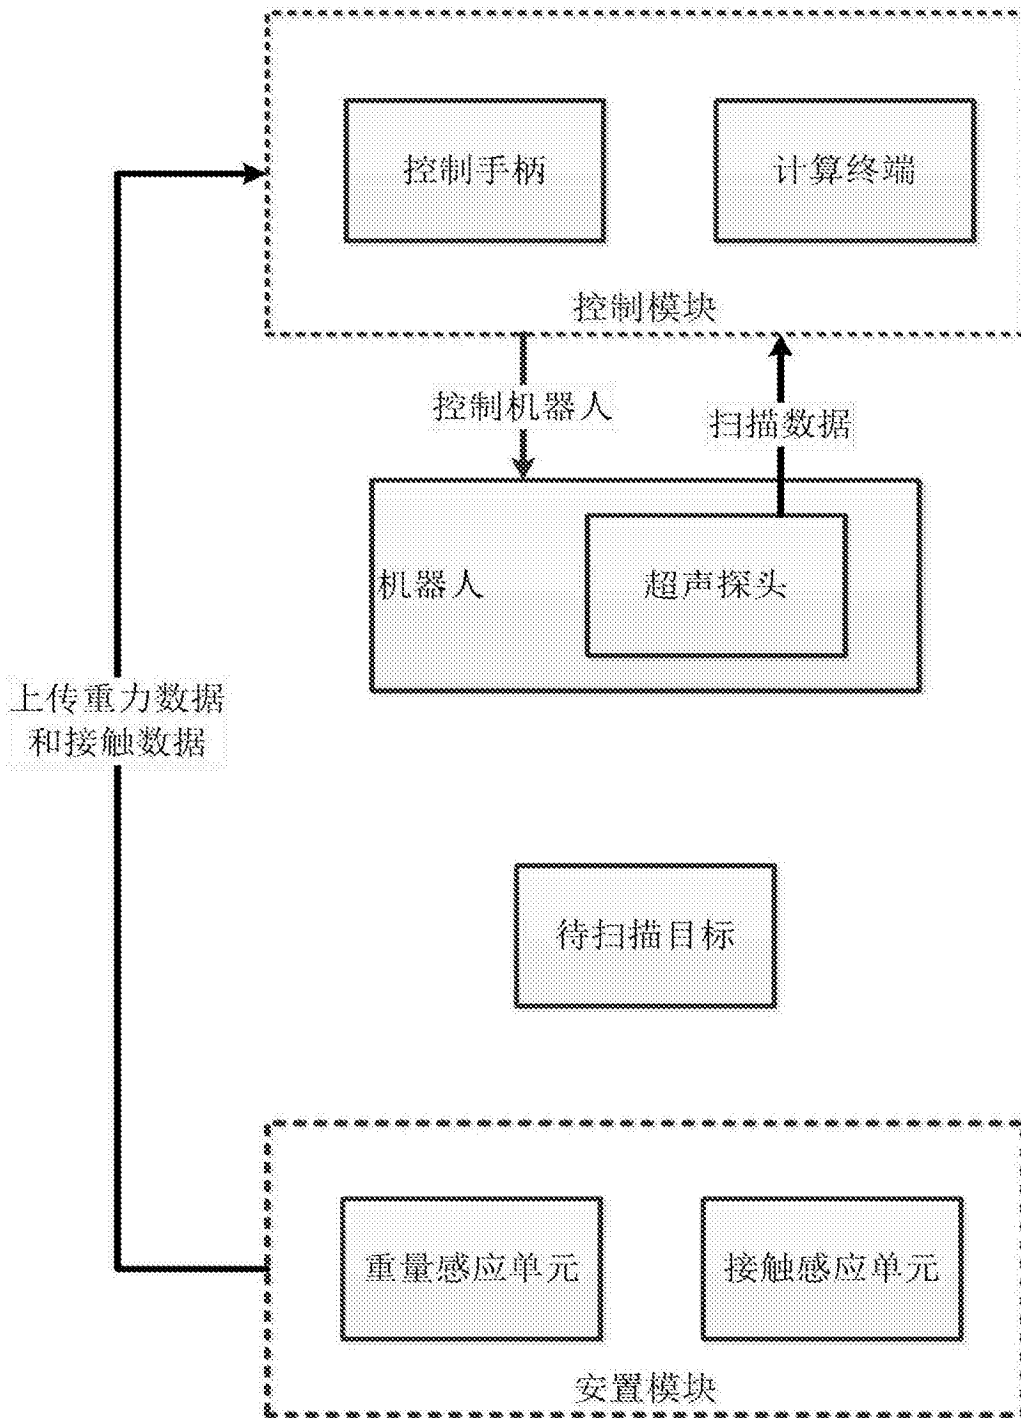 控制手柄
计算终端
控制模块
控制机器人
扫描数据
机器人
超声探头
上传重力数据
和接触数据
待扫描目标
重量感应单元
接触感应单元
安置模块